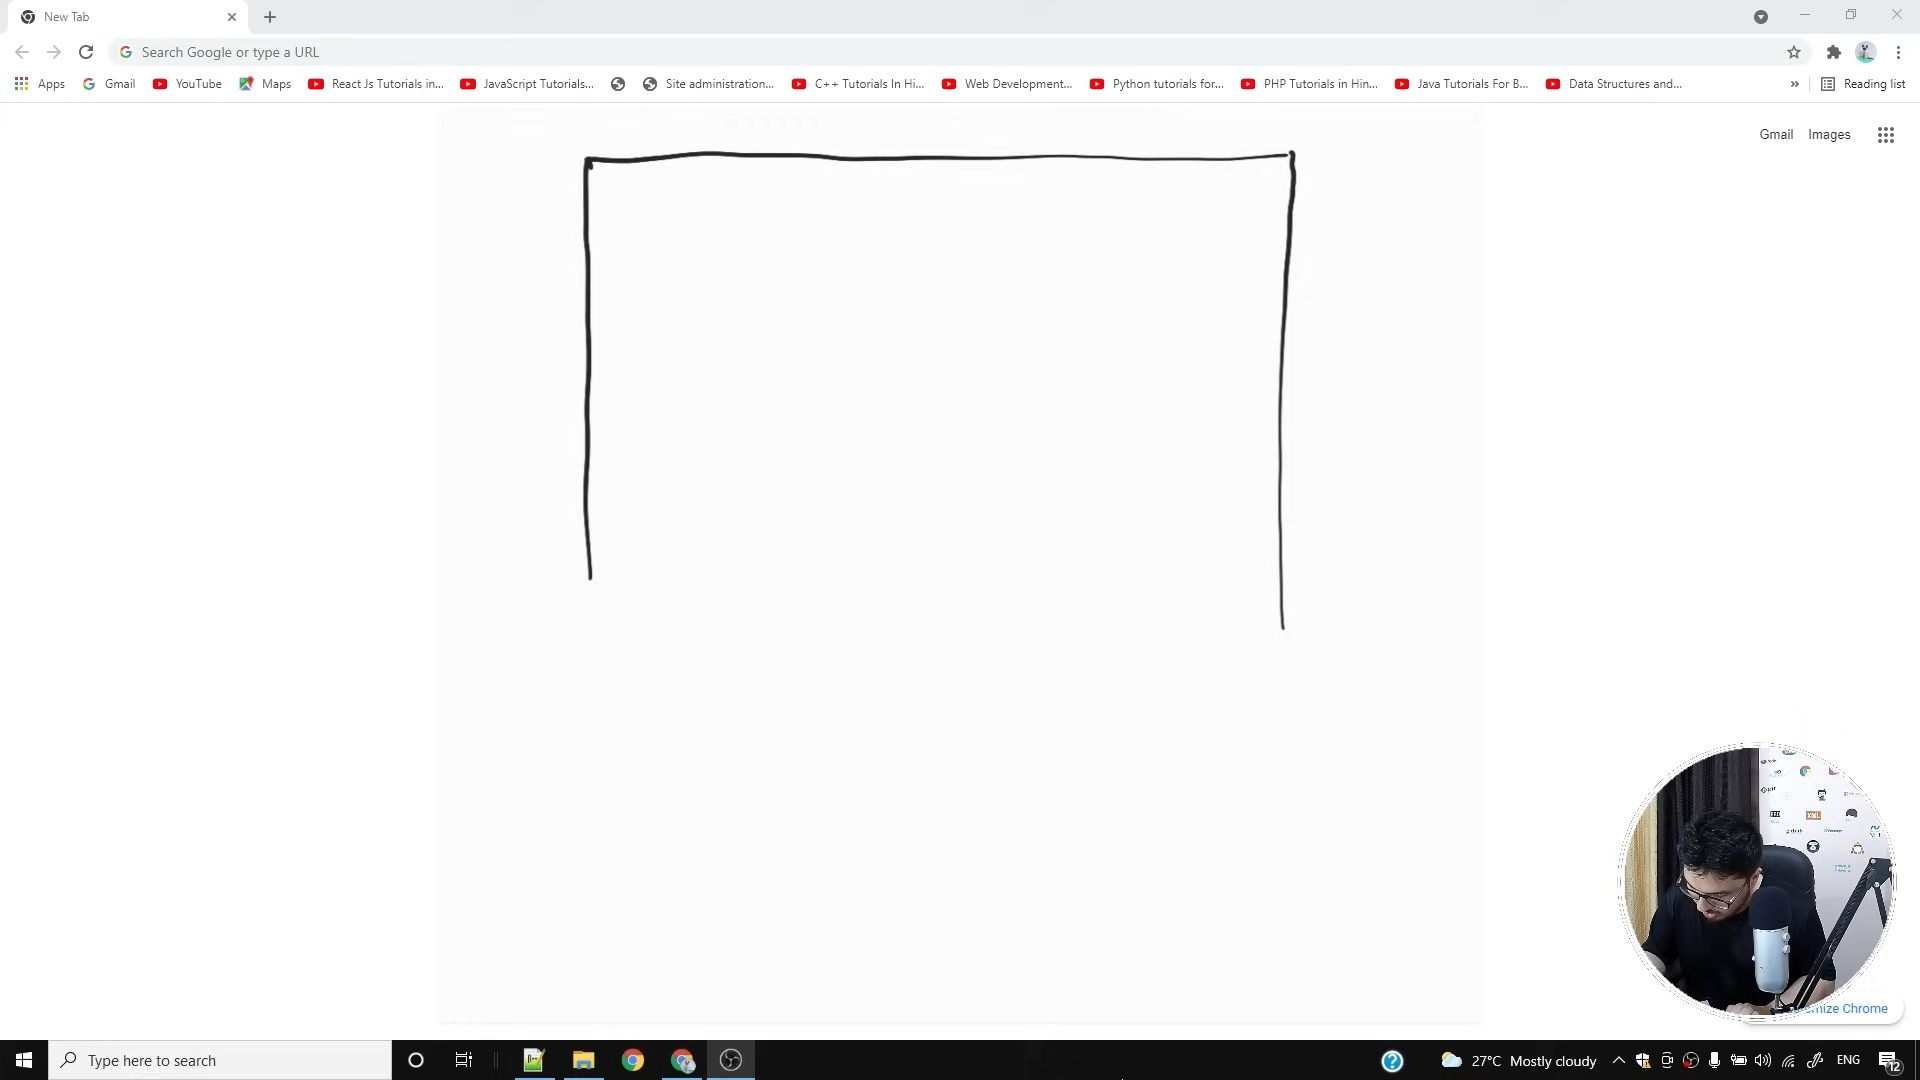 New Tab
Search Google or type a URL
Apps
Gmail
YouTube
Maps
React Js Tutorials in...
JavaScript Tutorials...
Site administration...
C++ Tutorials In Hi...
Web Development...
Python tutorials for...
PHP Tutorials in Hin...
Java Tutorials For B...
Data Structures and...
»
Reading list
Gmail
Images
XML
Type here to search
27°C Mostly cloudy
ENG
12